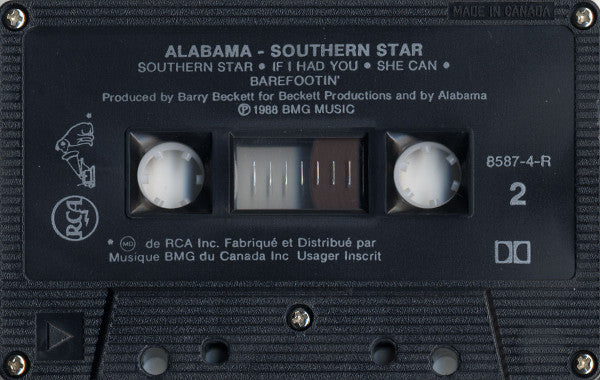 MADE IN CANADA
ALABAMA - SOUTHERN STAR
SOUTHERN STAR • IF I HAD YOU • SHE CAN •
BAREFOOTIN'
Produced by Barry Beckett for Beckett Productions and by Alabama
Ⓟ 1988 BMG MUSIC
8587-4-R
2
RCA
* MD de RCA Inc. Fabriqué et Distribué par
Musique BMG du Canada Inc Usager Inscrit